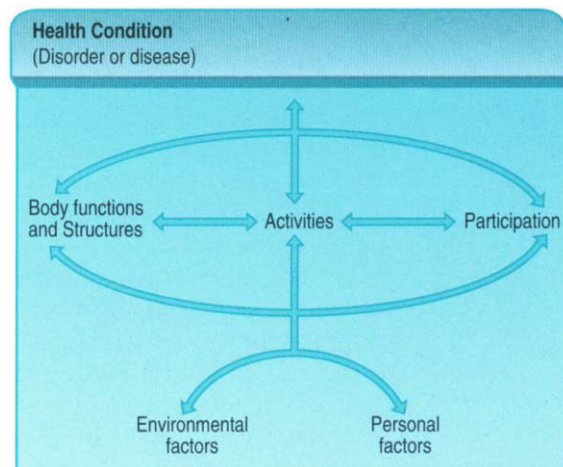 Health Condition
(Disorder or disease)
Body functions
and Structures
Activities
Participation
Environmental
factors
Personal
factors